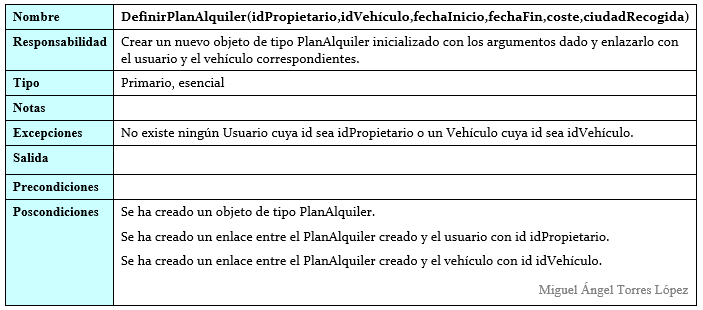 Nombre DefinirPlanAlquiler(idPropietario,idVehículo,fechaInicio,fechaFin,coste,ciudadRecogida)
Responsabilidad Crear un nuevo objeto de tipo PlanAlquiler inicializado con los argumentos dado y enlazarlo con
el usuario y el vehículo correspondientes.
Tipo Primario, esencial
Notas
Excepciones No existe ningún Usuario cuya id sea idPropietario o un Vehículo cuya id sea idVehículo.
Salida
Precondiciones
Poscondiciones Se ha creado un objeto de tipo PlanAlquiler.
Se ha creado un enlace entre el PlanAlquiler creado y el usuario con id idPropietario.
Se ha creado un enlace entre el PlanAlquiler creado y el vehículo con id idVehículo.
Miguel Ángel Torres López